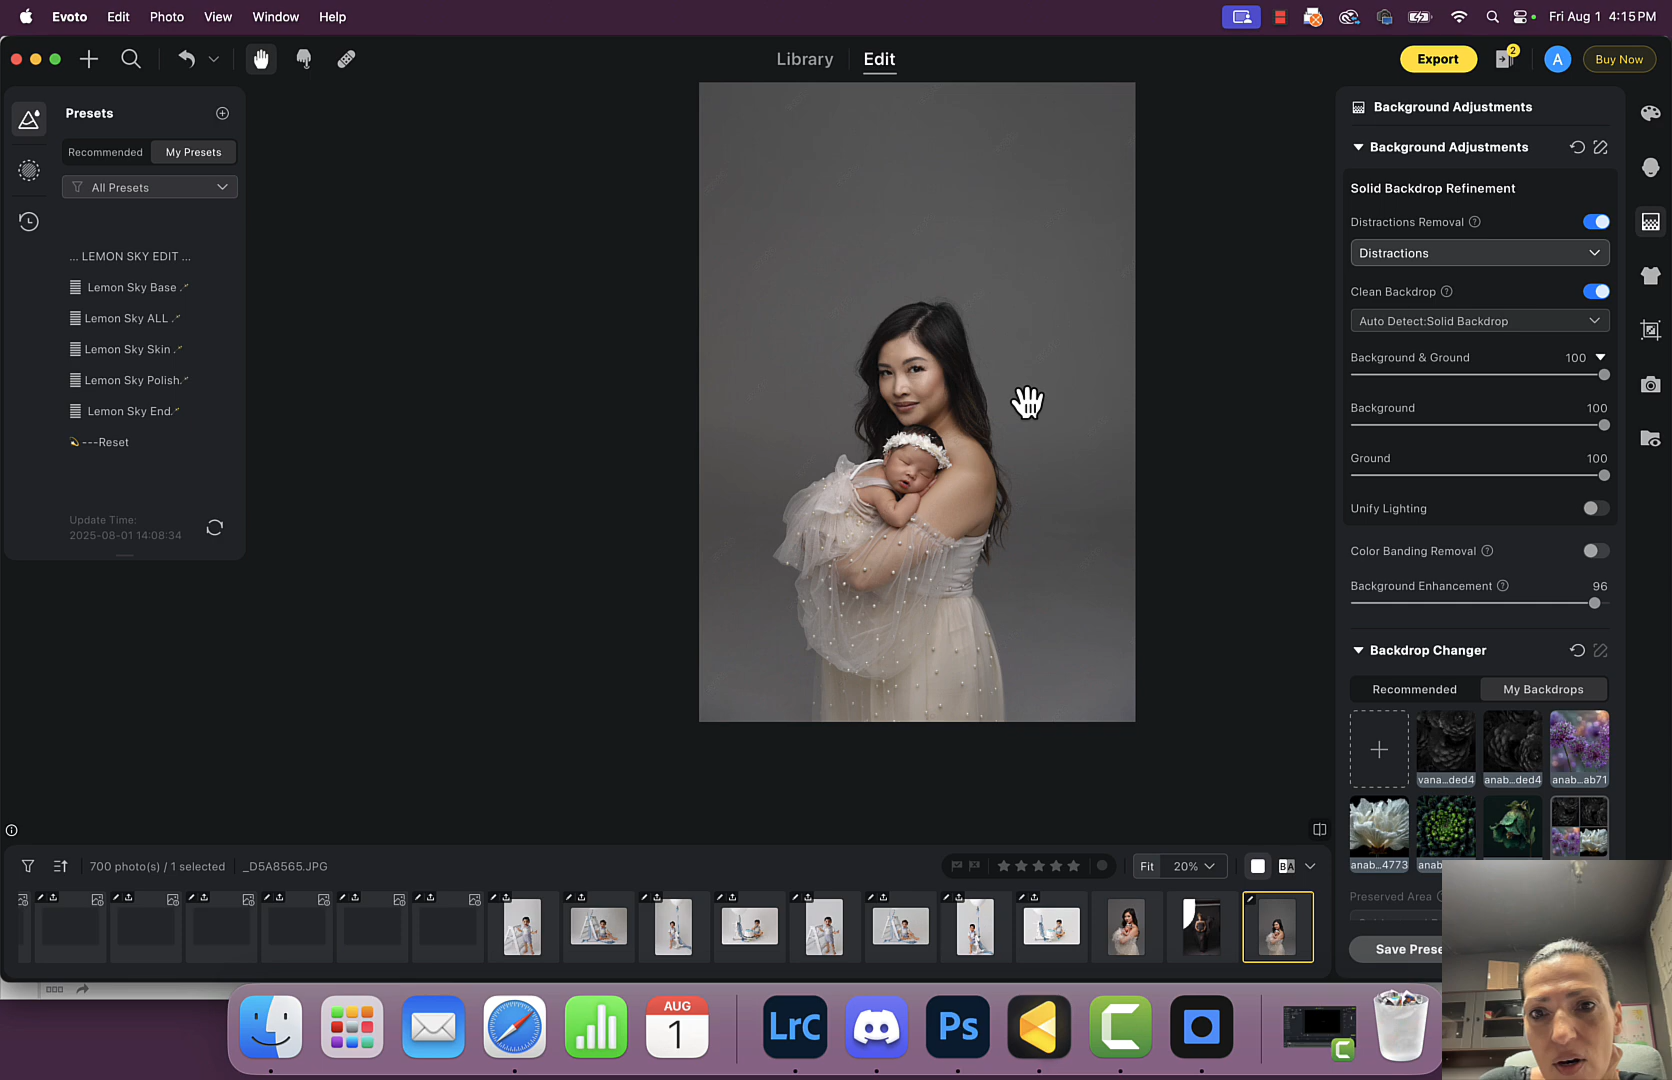 Evoto Edit Photo View Window Help
Fri Aug 1 4:15 PM
Library Edit
Export
2
A
Buy Now
Presets
Recommended My Presets
All Presets
... LEMON SKY EDIT ...
Lemon Sky Base
Lemon Sky ALL
Lemon Sky Skin
Lemon Sky Polish
Lemon Sky End
---Reset
Update Time:
2025-08-01 14:08:34
Background Adjustments
Background Adjustments
Solid Backdrop Refinement
Distractions Removal
Distractions
Clean Backdrop
Auto Detect:Solid Backdrop
Background & Ground 100
Background 100
Ground 100
Unify Lighting
Color Banding Removal
Background Enhancement 96
Backdrop Changer
Recommended My Backdrops
vana...ded4 anab...ded4 anab...ab71
anab...4773 anab
Preserved Area
Save Prese
700 photo(s) / 1 selected _D5A8565.JPG
Fit 20%
BA
AUG
1
LrC
Ps